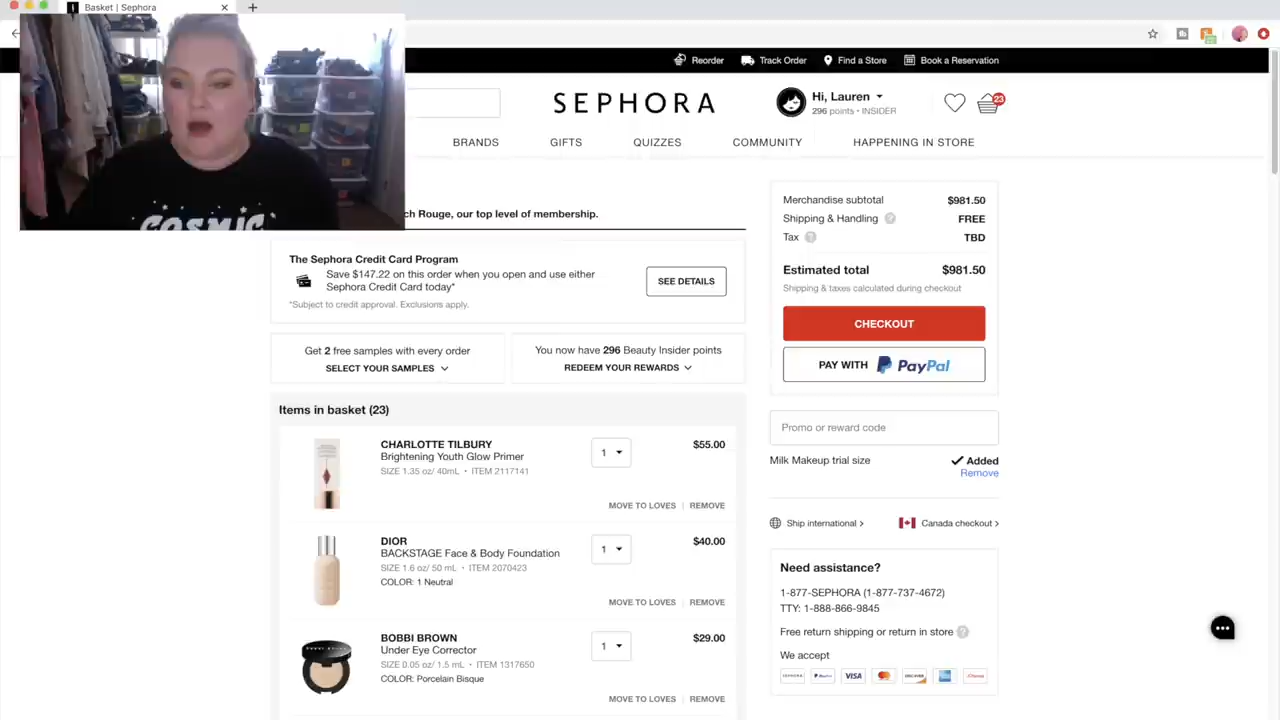 Basket | Sephora
Reorder
Track Order
Find a Store
Book a Reservation
SEPHORA
Hi, Lauren
296 points • INSIDER
23
BRANDS
GIFTS
QUIZZES
COMMUNITY
HAPPENING IN STORE
COSMIC
ch Rouge, our top level of membership.
The Sephora Credit Card Program
Save $147.22 on this order when you open and use either
Sephora Credit Card today*
*Subject to credit approval. Exclusions apply.
SEE DETAILS
Get 2 free samples with every order
SELECT YOUR SAMPLES
You now have 296 Beauty Insider points
REDEEM YOUR REWARDS
Items in basket (23)
CHARLOTTE TILBURY
Brightening Youth Glow Primer
SIZE 1.35 oz/ 40mL • ITEM 2117141
1
$55.00
MOVE TO LOVES | REMOVE
DIOR
BACKSTAGE Face & Body Foundation
SIZE 1.6 oz/ 50 mL • ITEM 2070423
COLOR: 1 Neutral
1
$40.00
MOVE TO LOVES | REMOVE
BOBBI BROWN
Under Eye Corrector
SIZE 0.05 oz/ 1.5 mL • ITEM 1317650
COLOR: Porcelain Bisque
1
$29.00
MOVE TO LOVES | REMOVE
Merchandise subtotal $981.50
Shipping & Handling ? FREE
Tax ? TBD
Estimated total $981.50
Shipping & taxes calculated during checkout
CHECKOUT
PAY WITH PayPal
Promo or reward code
Milk Makeup trial size Added
Remove
Ship international
Canada checkout
Need assistance?
1-877-SEPHORA (1-877-737-4672)
TTY: 1-888-866-9845
Free return shipping or return in store ?
We accept
VISA